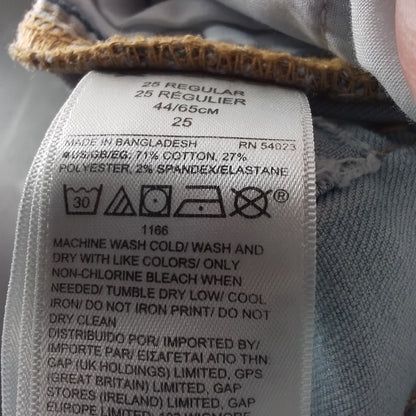 25 REGULAR
25 RÉGULIER
44/65CM
25
MADE IN BANGLADESH RN 54023
#US/GB/EG: 71% COTTON, 27%
POLYESTER, 2% SPANDEX/ELASTANE
30 ®
1166
MACHINE WASH COLD/ WASH AND
DRY WITH LIKE COLORS/ ONLY
NON-CHLORINE BLEACH WHEN
NEEDED/ TUMBLE DRY LOW/ COOL
IRON/ DO NOT IRON PRINT/ DO NOT
DRY CLEAN
DISTRIBUIDO POR/ IMPORTED BY/
IMPORTE PAR/ ΕΙΣΑΓΕΤΑΙ ΑΠΟ ΤΗΝ
GAP (UK HOLDINGS) LIMITED, GPS
(GREAT BRITAIN) LIMITED, GAP
STORES (IRELAND) LIMITED, GAP
EUROPE LIMITED,